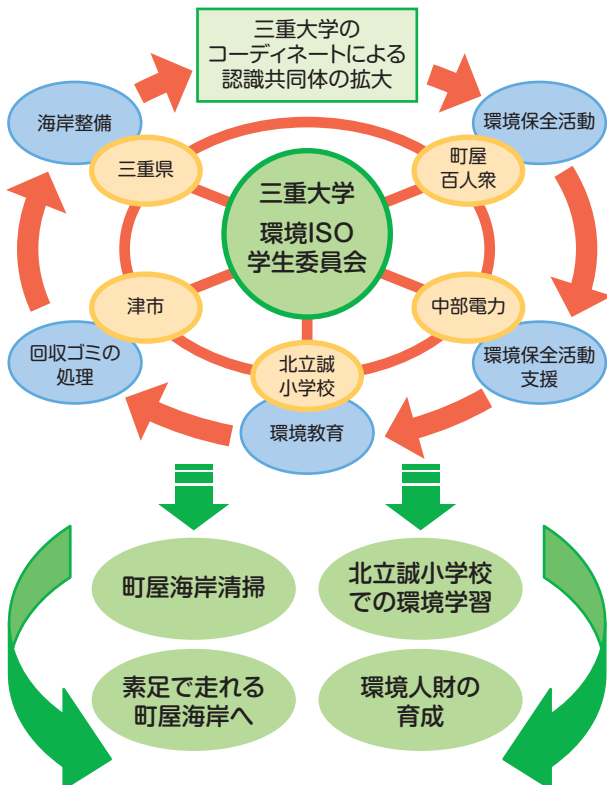 三重大学の
コーディネートによる
認識共同体の拡大
海岸整備
環境保全活動
三重県
町屋
百人衆
三重大学
環境ISO
学生委員会
津市
中部電力
回収ゴミの
処理
北立誠
小学校
環境保全活動
支援
環境教育
町屋海岸清掃
北立誠小学校
での環境学習
素足で走れる
町屋海岸へ
環境人財の
育成